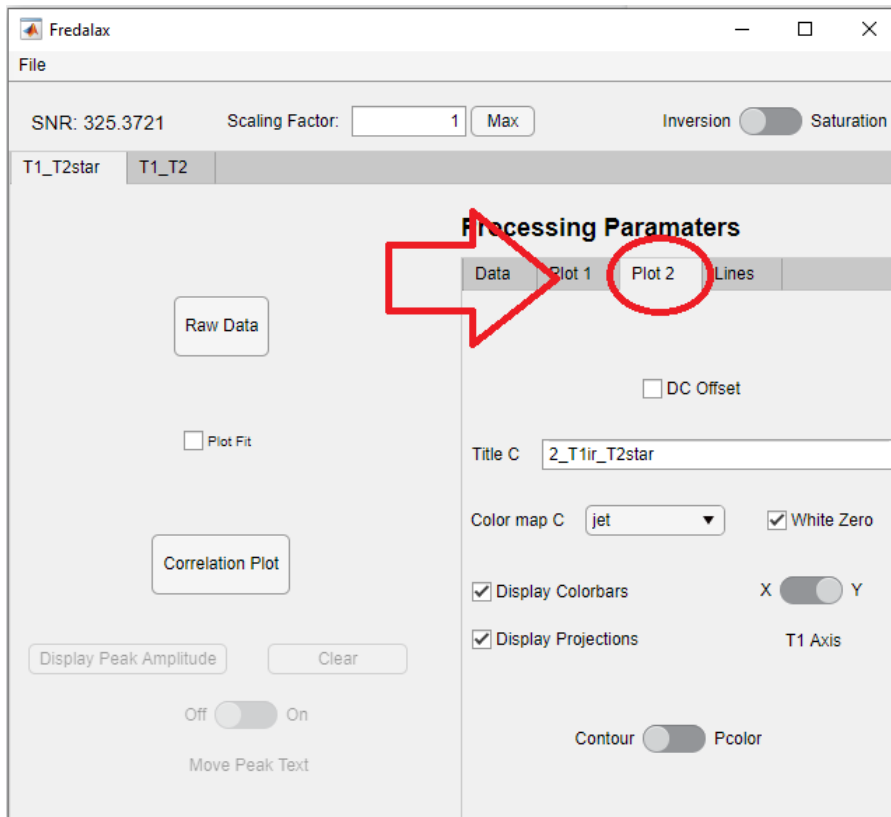 Fredalax
File
SNR: 325.3721 Scaling Factor: 1 Max Inversion Saturation
T1_T2star T1_T2
Processing Paramaters
Data Plot 1 Plot 2 Lines
Raw Data
DC Offset
Plot Fit
Title C 2_T1ir_T2star
Color map C jet White Zero
Correlation Plot
Display Colorbars X Y
Display Projections T1 Axis
Display Peak Amplitude Clear
Off On
Contour Pcolor
Move Peak Text